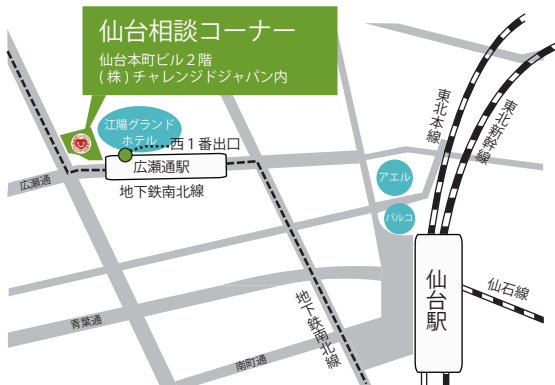 仙台相談コーナー
仙台本町ビル２階
(株)チャレンジドジャパン内
江陽グランド
ホテル
西１番出口
広瀬通駅
地下鉄南北線
広瀬通
東北本線
東北新幹線
アエル
パルコ
仙台駅
仙石線
地下鉄南北線
青葉通
南町通